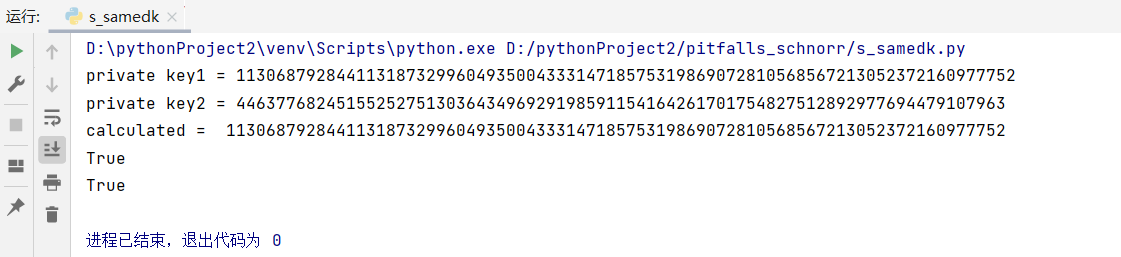 运行: s_samedk
D:\pythonProject2\venv\Scripts\python.exe D:/pythonProject2/pitfalls_schnorr/s_samedk.py
private key1 = 113068792844113187329960493500433314718575319869072810568567213052372160977752
private key2 = 44637768245155252751303643496929198591154164261701754827512892977694479107963
calculated =  113068792844113187329960493500433314718575319869072810568567213052372160977752
True
True
进程已结束，退出代码为 0